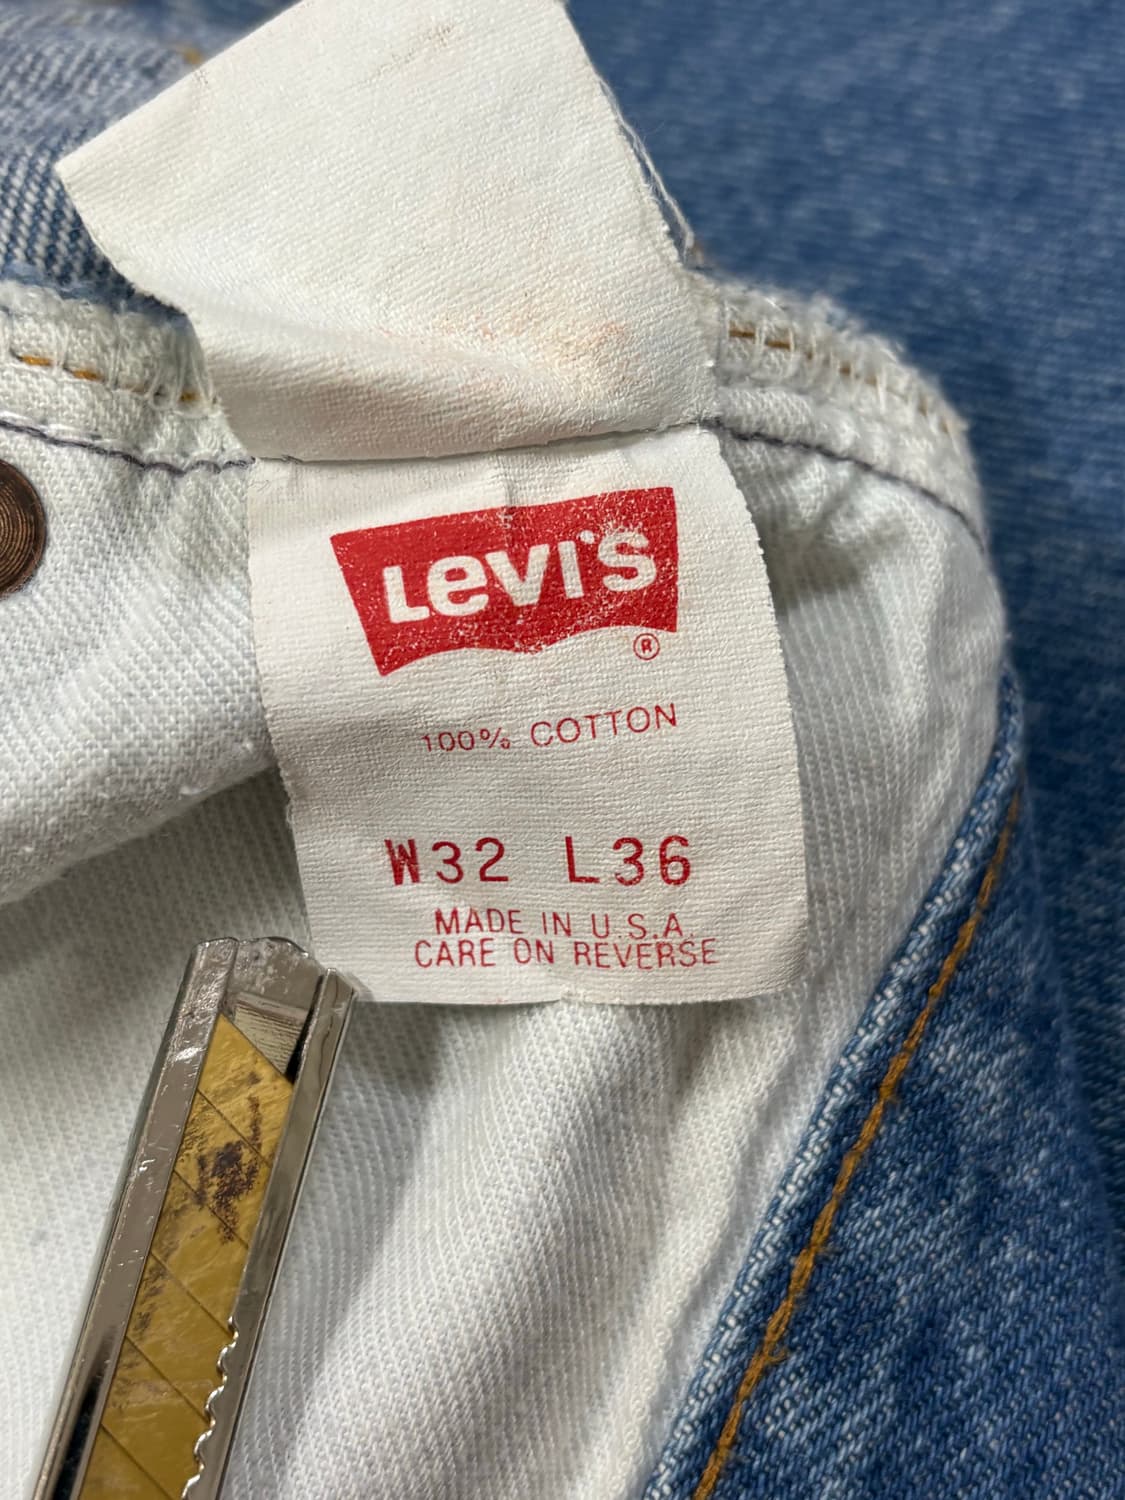 Levi's
®
100% COTTON
W32 L36
MADE IN U.S.A.
CARE ON REVERSE